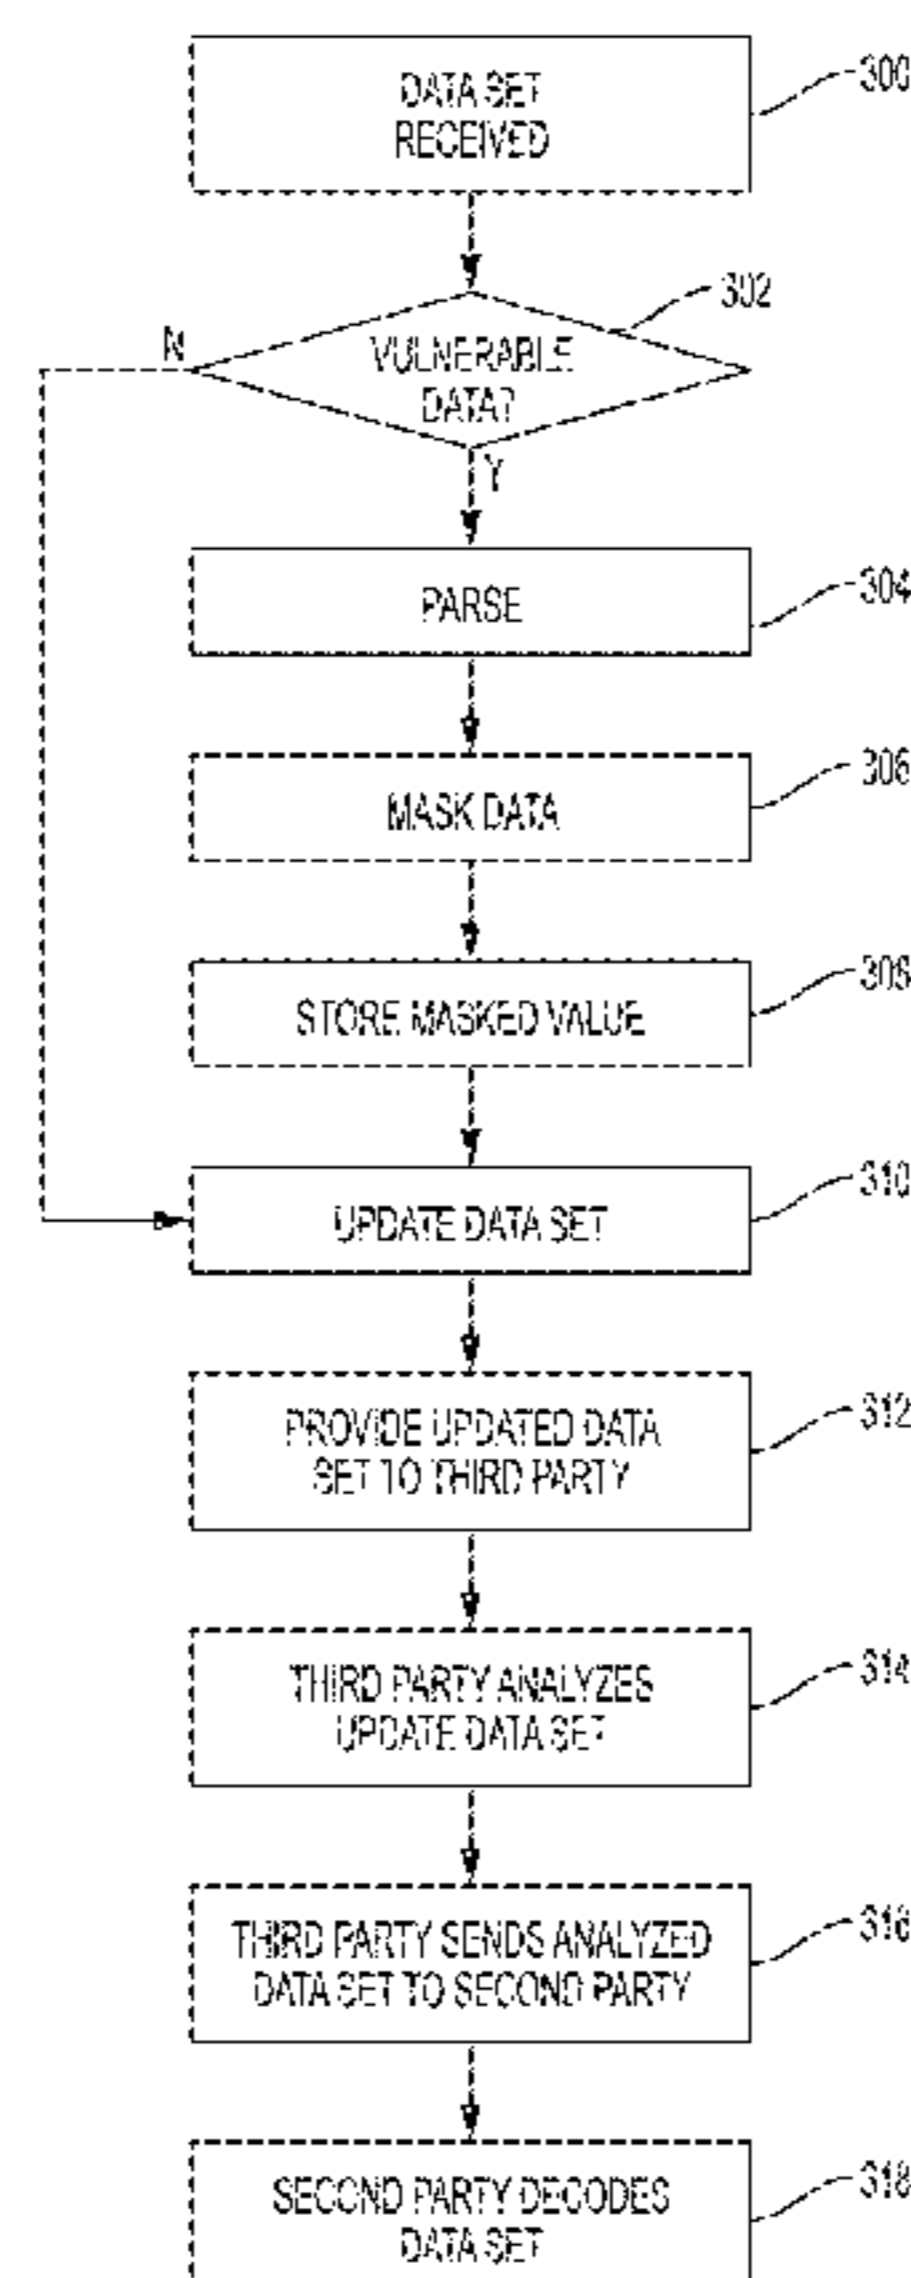 DATA SET
RECEIVED
300
302
N
VULNERABLE
DATA?
Y
PARSE
304
MASK DATA
306
STORE MASKED VALUE
308
UPDATE DATA SET
310
PROVIDE UPDATED DATA
SET TO THIRD PARTY
312
THIRD PARTY ANALYZES
UPDATE DATA SET
314
THIRD PARTY SENDS ANALYZED
DATA SET TO SECOND PARTY
316
SECOND PARTY DECODES
DATA SET
318